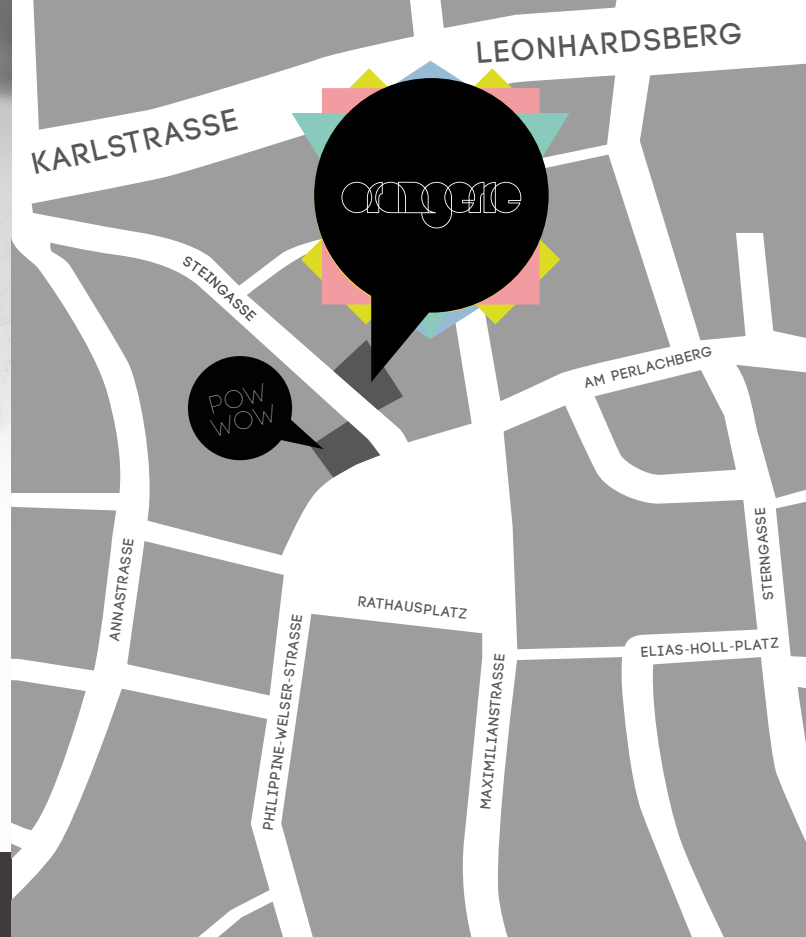 LEONHARDSBERG
KARLSTRASSE
orangerie
STEINGASSE
AM PERLACHBERG
POW
WOW
STERNGASSE
ANNASTRASSE
RATHAUSPLATZ
ELIAS-HOLL-PLATZ
PHILIPPINE-WELSER-STRASSE
MAXIMILIANSTRASSE